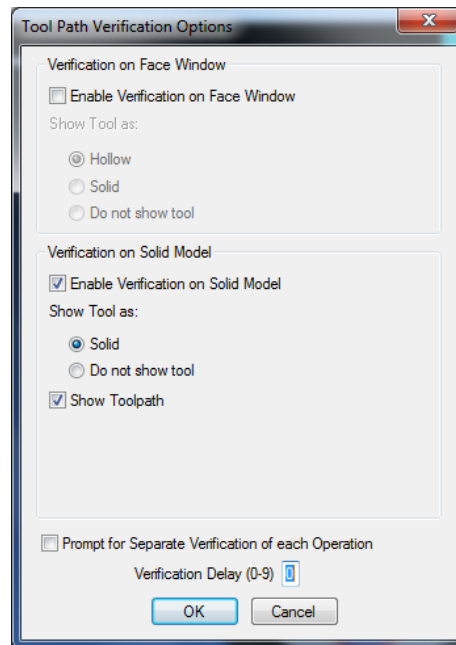 Tool Path Verification Options
Verification on Face Window
Enable Verification on Face Window
Show Tool as:
Hollow
Solid
Do not show tool
Verification on Solid Model
Enable Verification on Solid Model
Show Tool as:
Solid
Do not show tool
Show Toolpath
Prompt for Separate Verification of each Operation
Verification Delay (0-9) 0
OK Cancel